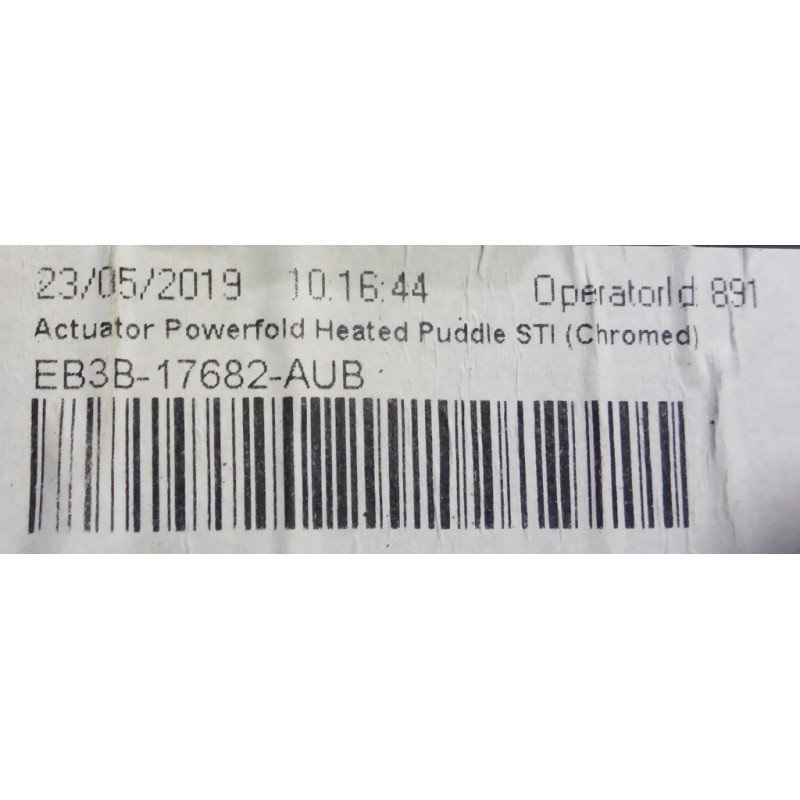 23/05/2019 10:16:44 OperatorId: 891
Actuator Powerfold Heated Puddle STI (Chromed)
EB3B-17682-AUB